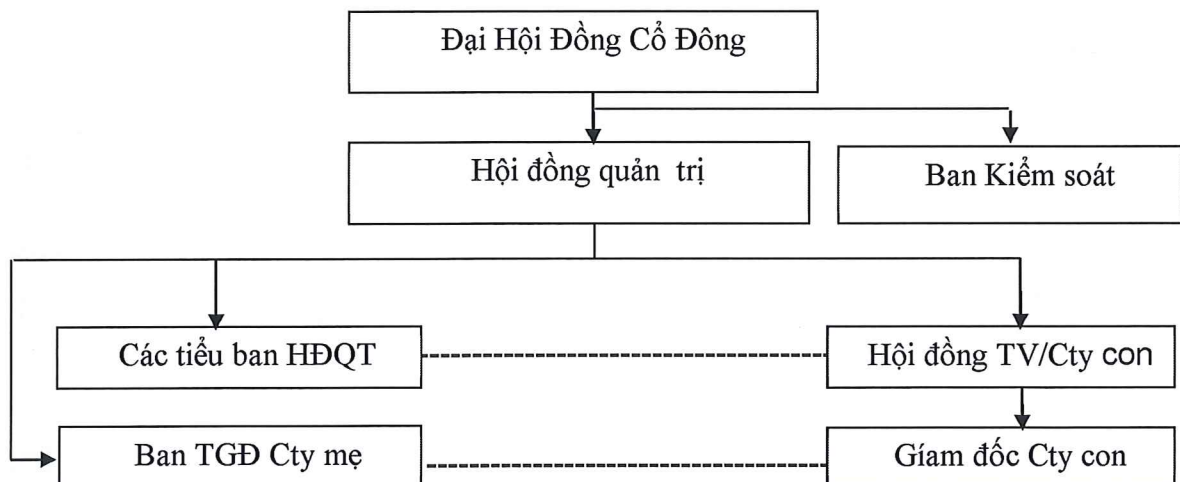 Đại Hội Đồng Cổ Đông
Hội đồng quản trị
Ban Kiểm soát
Các tiểu ban HĐQT
Hội đồng TV/Cty con
Ban TGĐ Cty mẹ
Gíam đốc Cty con